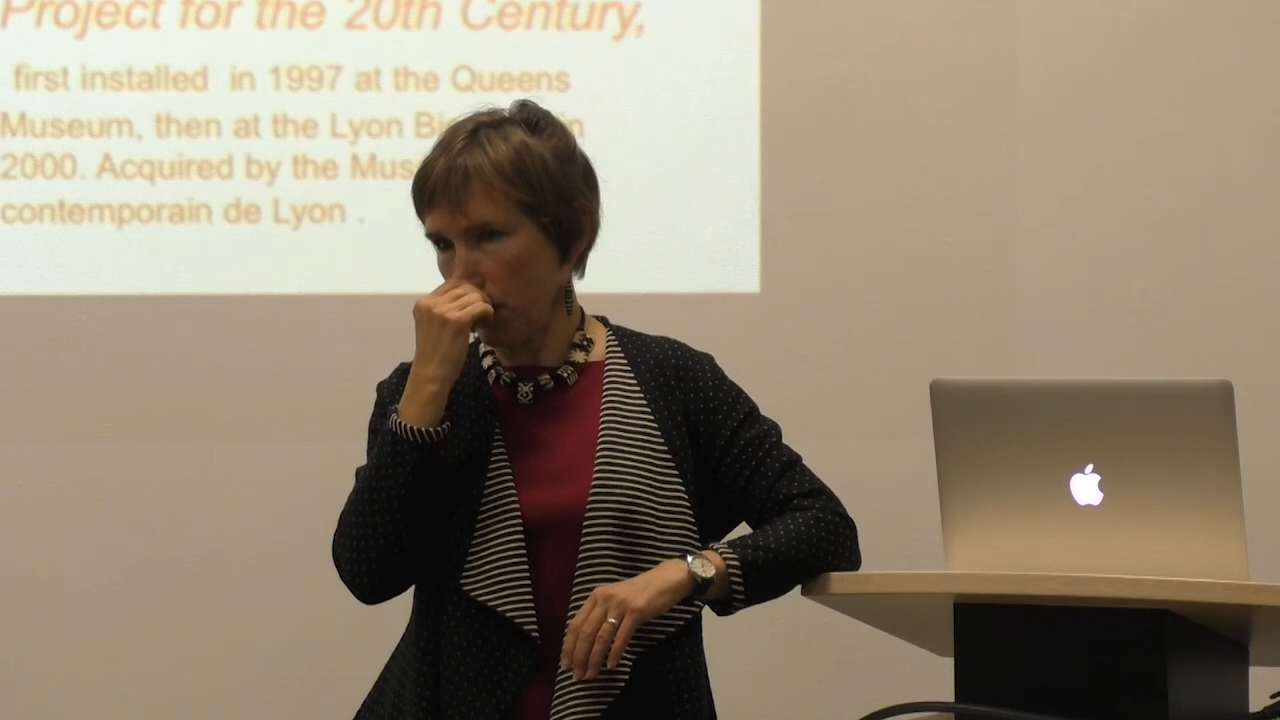 Project for the 20th Century,
first installed in 1997 at the Queens
Museum, then at the Lyon in
2000. Acquired by the
contemporain de Lyon .